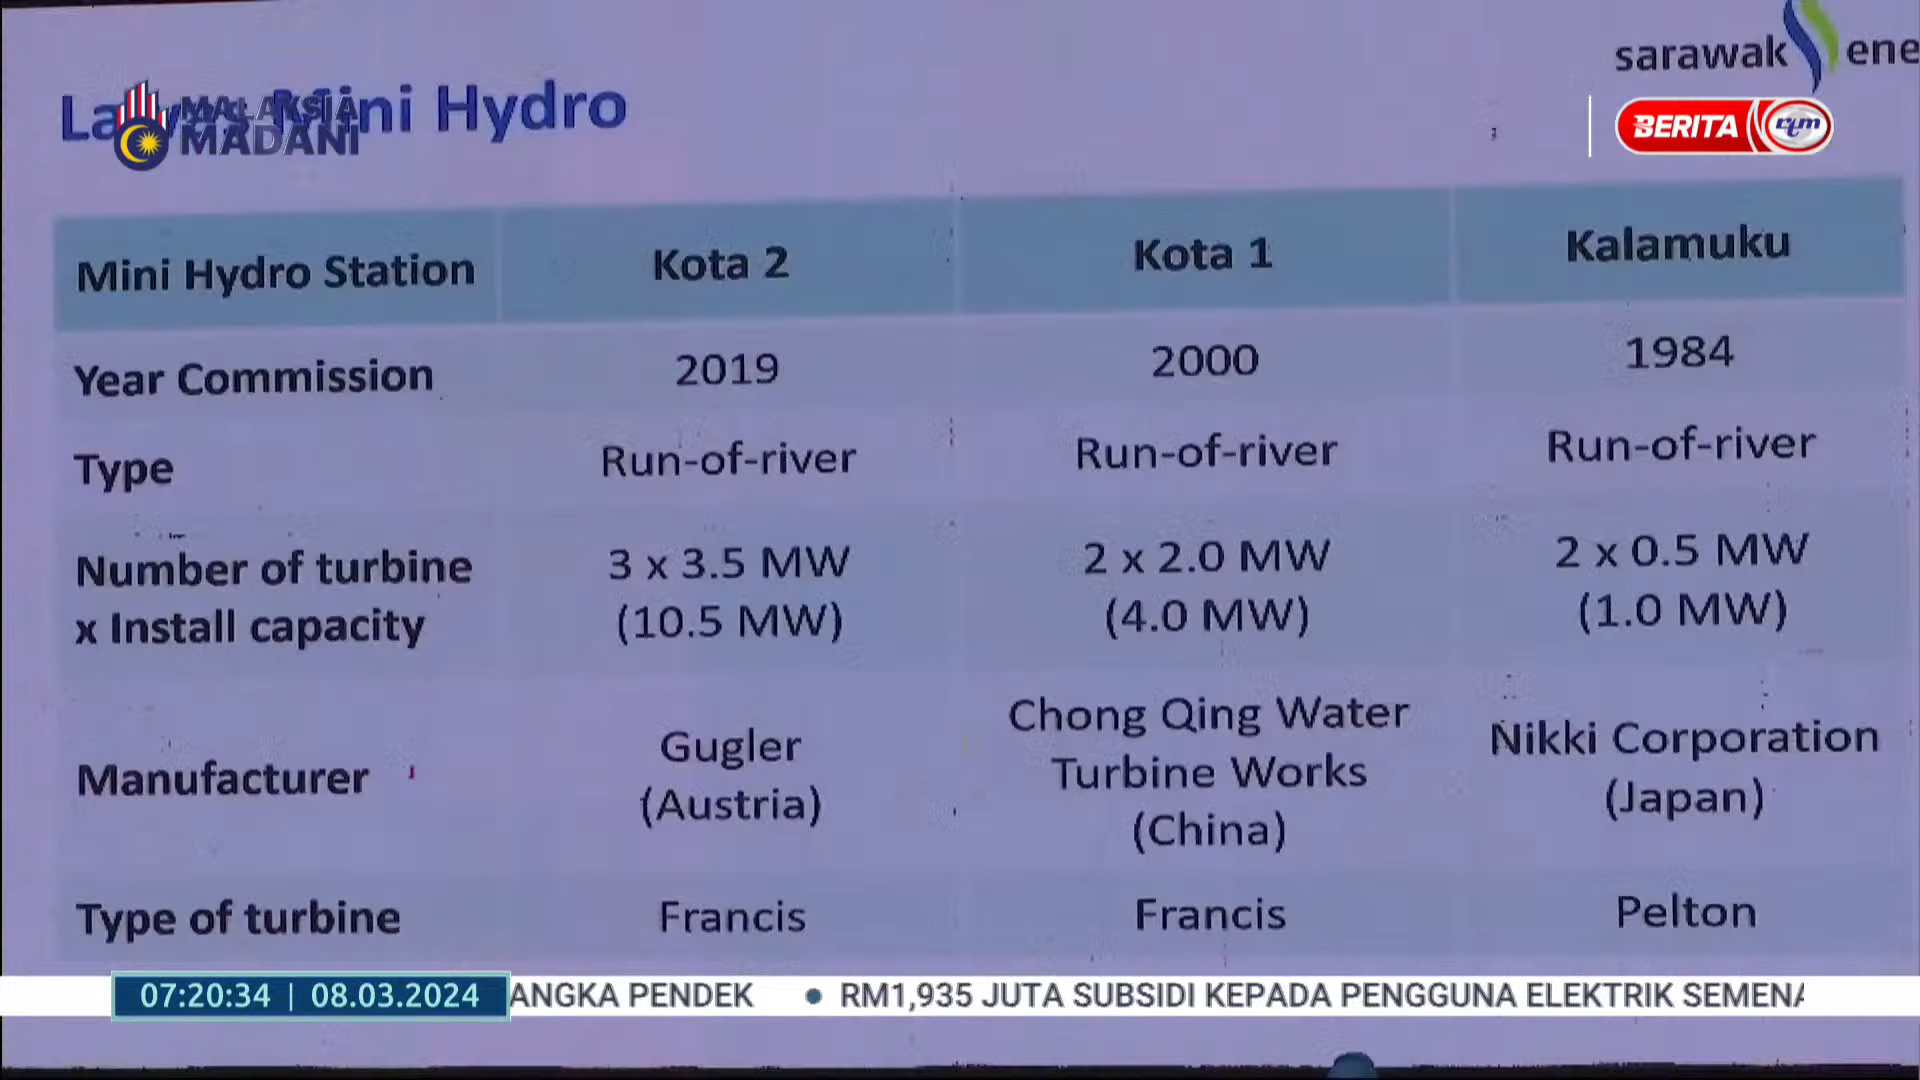 sarawak ene
Mini Hydro
MALAYSIA
MADANI
BERITA rtm
Mini Hydro Station Kota 2 Kota 1 Kalamuku
Year Commission 2019 2000 1984
Type Run-of-river Run-of-river Run-of-river
Number of turbine x Install capacity 3 x 3.5 MW (10.5 MW) 2 x 2.0 MW (4.0 MW) 2 x 0.5 MW (1.0 MW)
Manufacturer Gugler (Austria) Chong Qing Water Turbine Works (China) Nikki Corporation (Japan)
Type of turbine Francis Francis Pelton
07:20:34 | 08.03.2024 ANGKA PENDEK • RM1,935 JUTA SUBSIDI KEPADA PENGGUNA ELEKTRIK SEMENA